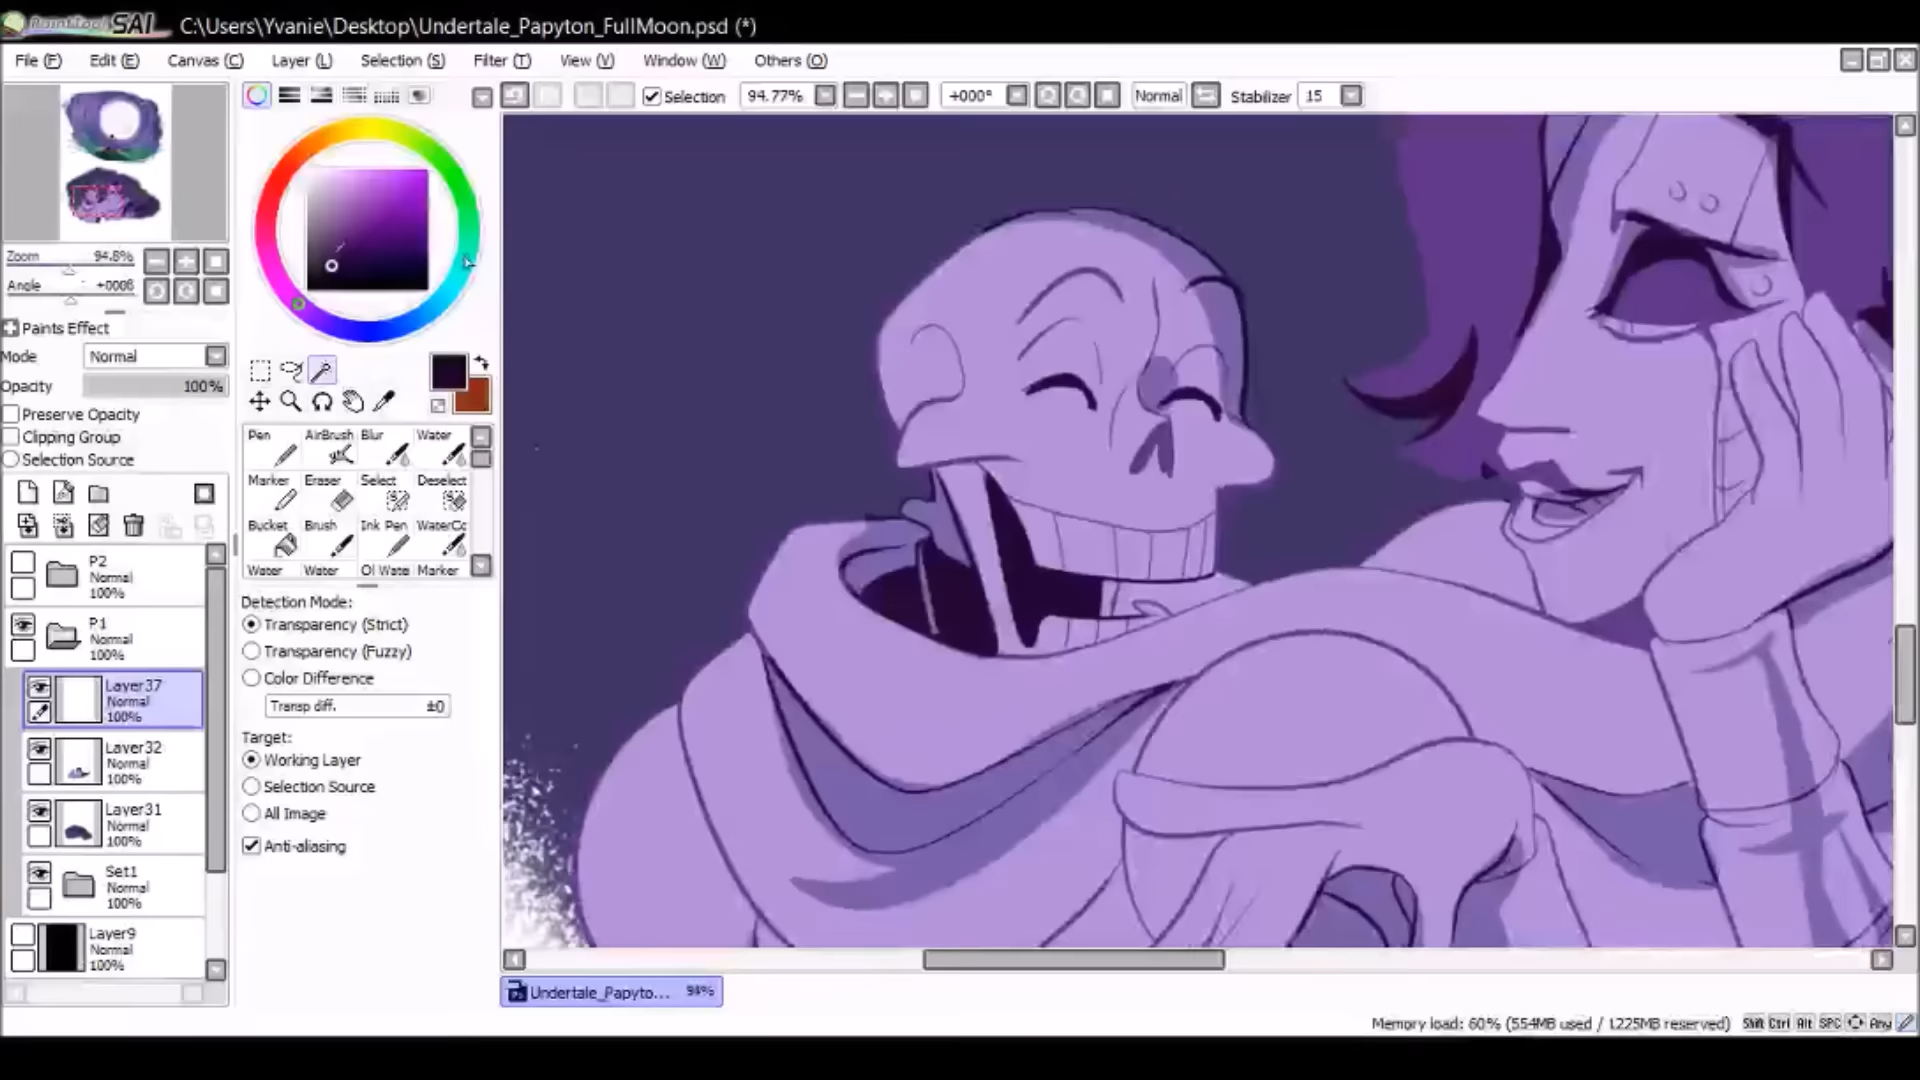 PaintTool SAI C:\Users\Yvanie\Desktop\Undertale_Papyton_FullMoon.psd (*)
File (F) Edit (E) Canvas (C) Layer (L) Selection (S) Filter (T) View (V) Window (W) Others (O)
Selection 94.77% +000° Normal Stabilizer 15
Zoom 94.8%
Angle +000ß
Paints Effect
Mode Normal
Opacity 100%
Preserve Opacity
Clipping Group
Selection Source
P2
Normal
100%
P1
Normal
100%
Layer37
Normal
100%
Layer32
Normal
100%
Layer31
Normal
100%
Set1
Normal
100%
Layer9
Normal
100%
Pen AirBrush Blur Water
Marker Eraser Select Deselect
Bucket Brush Ink Pen WaterCo
Water Water Ol Wate Marker
Detection Mode:
Transparency (Strict)
Transparency (Fuzzy)
Color Difference
Transp diff. ±0
Target:
Working Layer
Selection Source
All Image
Anti-aliasing
Undertale_Papyto... 94%
Memory load: 60% (554MB used / 1225MB reserved) Shift Ctrl Alt SPC Any